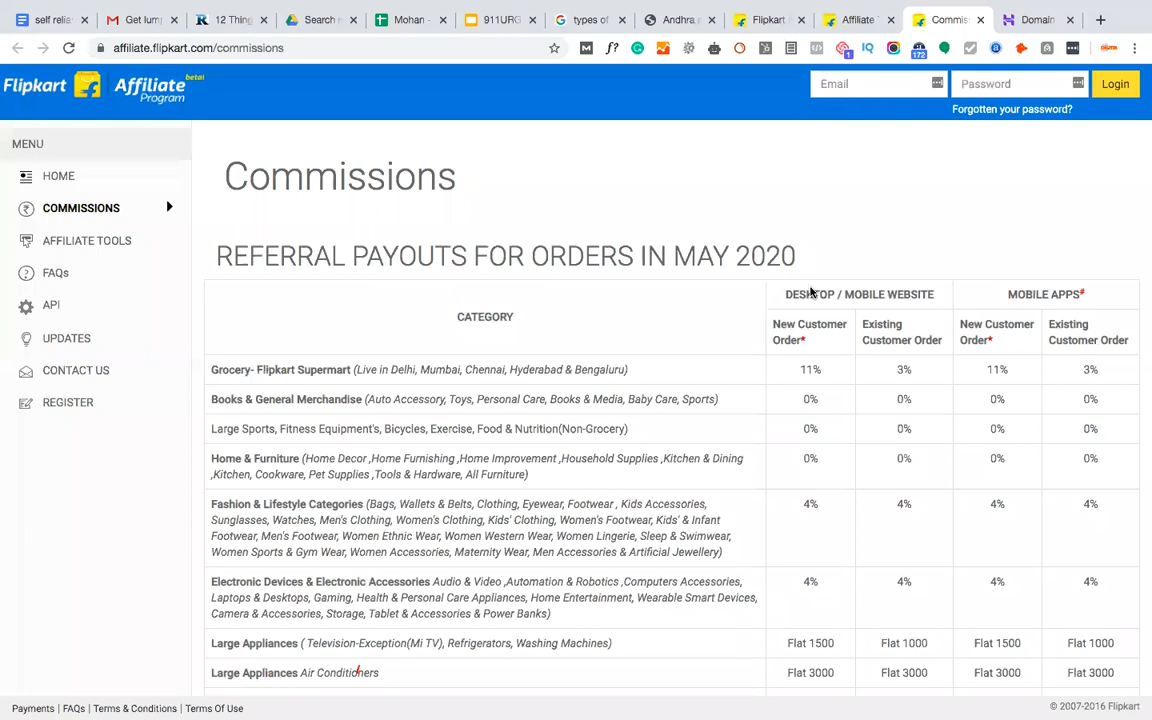 self relia
Get lump
12 Thing
Search r
Mohan -
911URG
types of
Andhra
Flipkart
Affiliate
Commis
Domain
affiliate.flipkart.com/commissions
M
f?
IQ
1
172
Flipkart
Affiliate beta!
Program
Email
Password
Login
Forgotten your password?
MENU
HOME
COMMISSIONS
AFFILIATE TOOLS
FAQs
API
UPDATES
CONTACT US
REGISTER
Commissions
REFERRAL PAYOUTS FOR ORDERS IN MAY 2020
CATEGORY
DESKTOP / MOBILE WEBSITE
MOBILE APPS#
New Customer Order*
Existing Customer Order
New Customer Order*
Existing Customer Order
Grocery- Flipkart Supermart (Live in Delhi, Mumbai, Chennai, Hyderabad & Bengaluru) 11% 3% 11% 3%
Books & General Merchandise (Auto Accessory, Toys, Personal Care, Books & Media, Baby Care, Sports) 0% 0% 0% 0%
Large Sports, Fitness Equipment's, Bicycles, Exercise, Food & Nutrition(Non-Grocery) 0% 0% 0% 0%
Home & Furniture (Home Decor ,Home Furnishing ,Home Improvement ,Household Supplies ,Kitchen & Dining 0% 0% 0% 0%
,Kitchen, Cookware, Pet Supplies ,Tools & Hardware, All Furniture)
Fashion & Lifestyle Categories (Bags, Wallets & Belts, Clothing, Eyewear, Footwear , Kids Accessories, 4% 4% 4% 4%
Sunglasses, Watches, Men's Clothing, Women's Clothing, Kids' Clothing, Women's Footwear, Kids' & Infant
Footwear, Men's Footwear, Women Ethnic Wear, Women Western Wear, Women Lingerie, Sleep & Swimwear,
Women Sports & Gym Wear, Women Accessories, Maternity Wear, Men Accessories & Artificial Jewellery)
Electronic Devices & Electronic Accessories Audio & Video ,Automation & Robotics ,Computers Accessories, 4% 4% 4% 4%
Laptops & Desktops, Gaming, Health & Personal Care Appliances, Home Entertainment, Wearable Smart Devices,
Camera & Accessories, Storage, Tablet & Accessories & Power Banks)
Large Appliances ( Television-Exception(Mi TV), Refrigerators, Washing Machines) Flat 1500 Flat 1000 Flat 1500 Flat 1000
Large Appliances Air Conditioners Flat 3000 Flat 3000 Flat 3000 Flat 3000
Payments | FAQs | Terms & Conditions | Terms Of Use
© 2007-2016 Flipkart